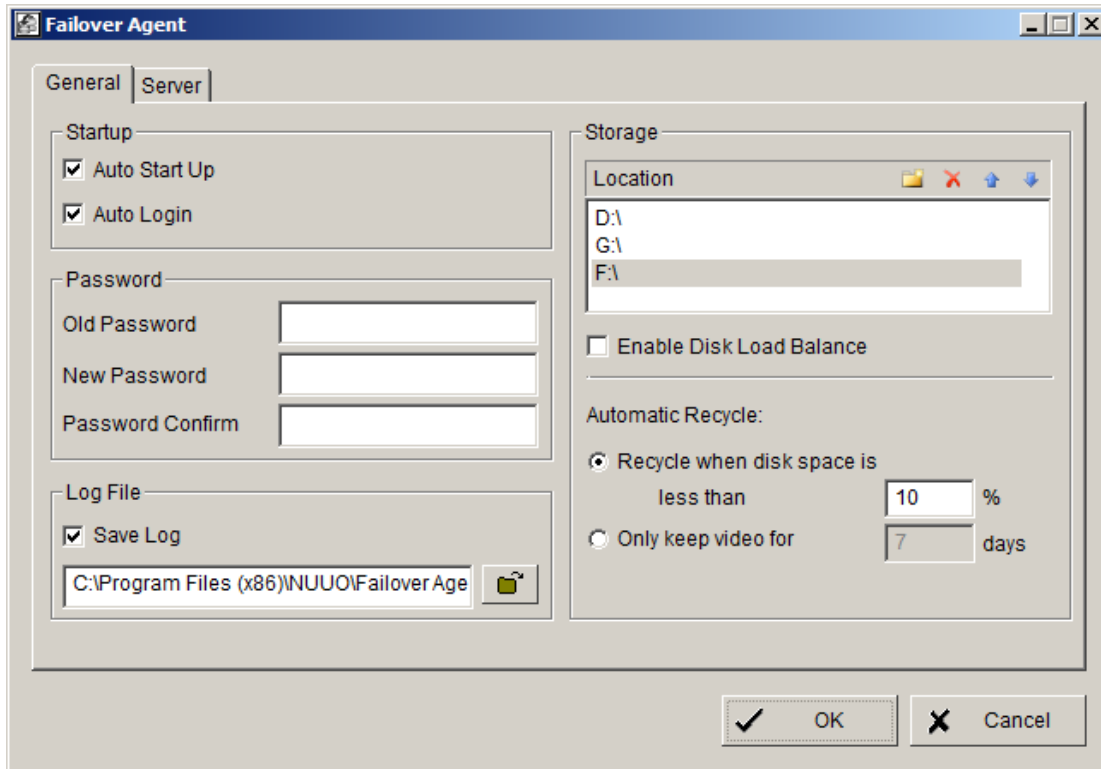 Failover Agent
General
Server
Startup
Auto Start Up
Auto Login
Password
Old Password
New Password
Password Confirm
Log File
Save Log
C:\Program Files (x86)\NUUO\Failover Age
Storage
Location
D:\
G:\
F:\
Enable Disk Load Balance
Automatic Recycle:
Recycle when disk space is
less than 10 %
Only keep video for 7 days
OK
Cancel